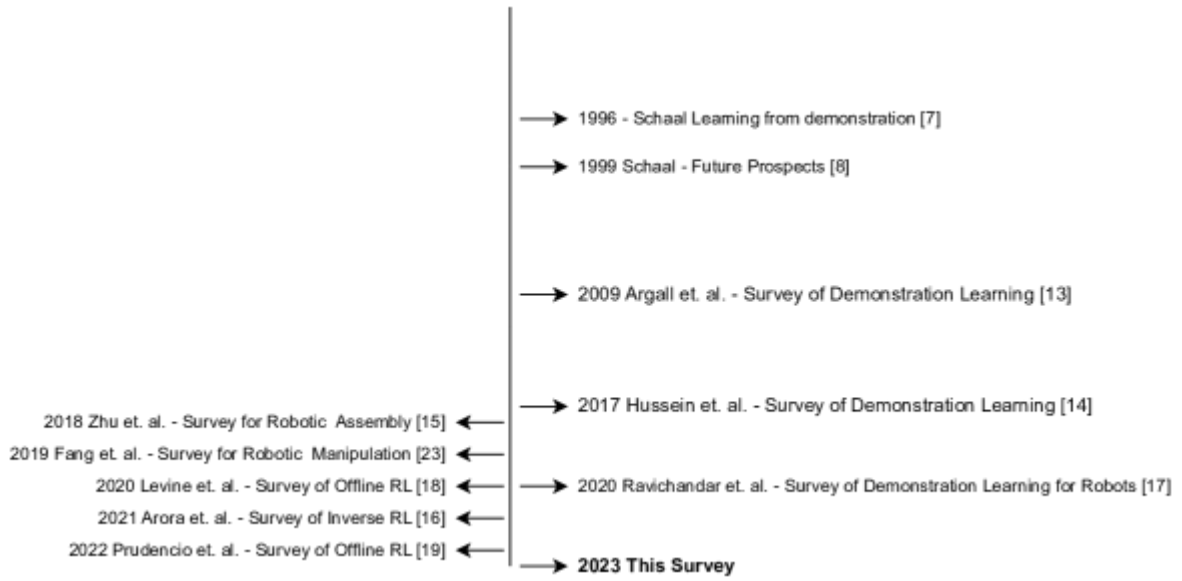 1996 - Schaal Learning from demonstration [7]
1999 Schaal - Future Prospects [8]
2009 Argall et. al. - Survey of Demonstration Learning [13]
2017 Hussein et. al. - Survey of Demonstration Learning [14]
2018 Zhu et. al. - Survey for Robotic Assembly [15]
2019 Fang et. al. - Survey for Robotic Manipulation [23]
2020 Levine et. al. - Survey of Offline RL [18]
2020 Ravichandar et. al. - Survey of Demonstration Learning for Robots [17]
2021 Arora et. al. - Survey of Inverse RL [16]
2022 Prudencio et. al. - Survey of Offline RL [19]
2023 This Survey